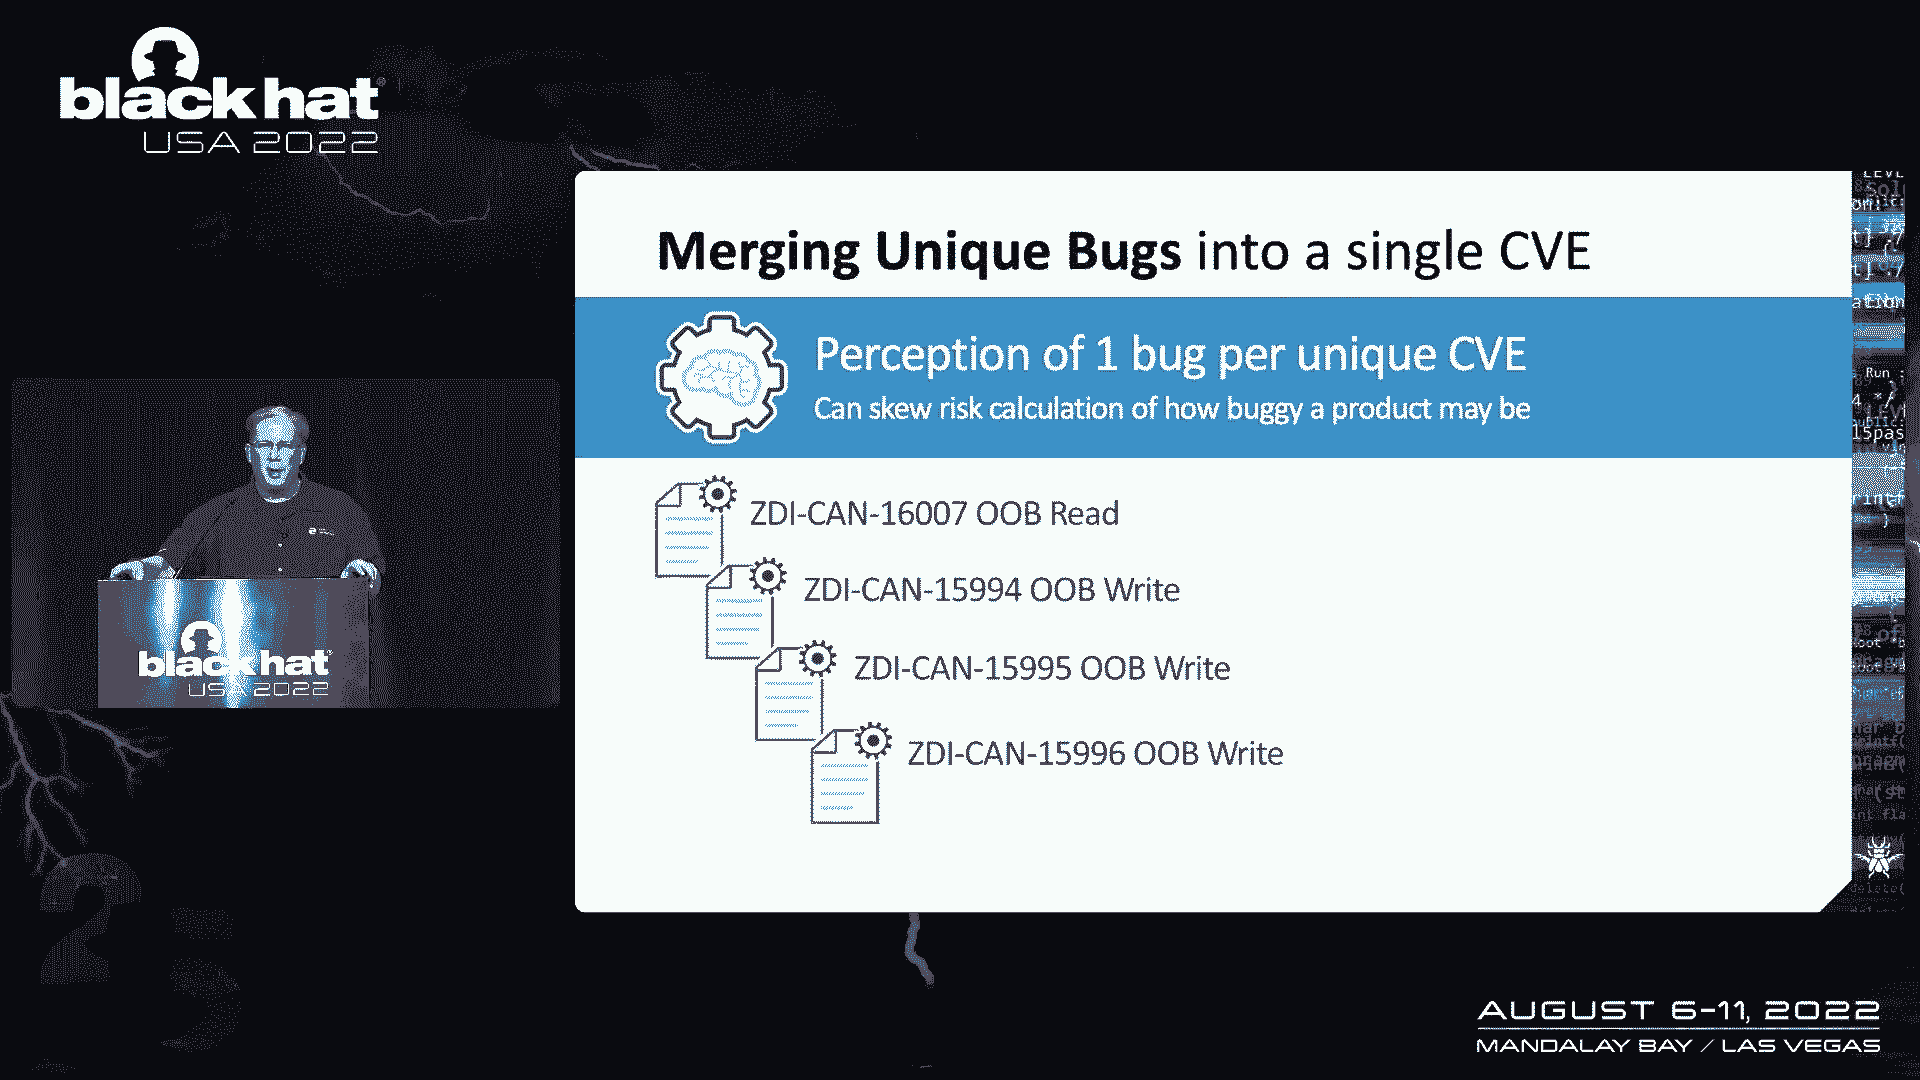 black hat®
USA 2022
Merging Unique Bugs into a single CVE
Perception of 1 bug per unique CVE
Can skew risk calculation of how buggy a product may be
ZDI-CAN-16007 OOB Read
ZDI-CAN-15994 OOB Write
ZDI-CAN-15995 OOB Write
ZDI-CAN-15996 OOB Write
black hat
USA 2022
25
Run :
AUGUST 6-11, 2022
MANDALAY BAY / LAS VEGAS